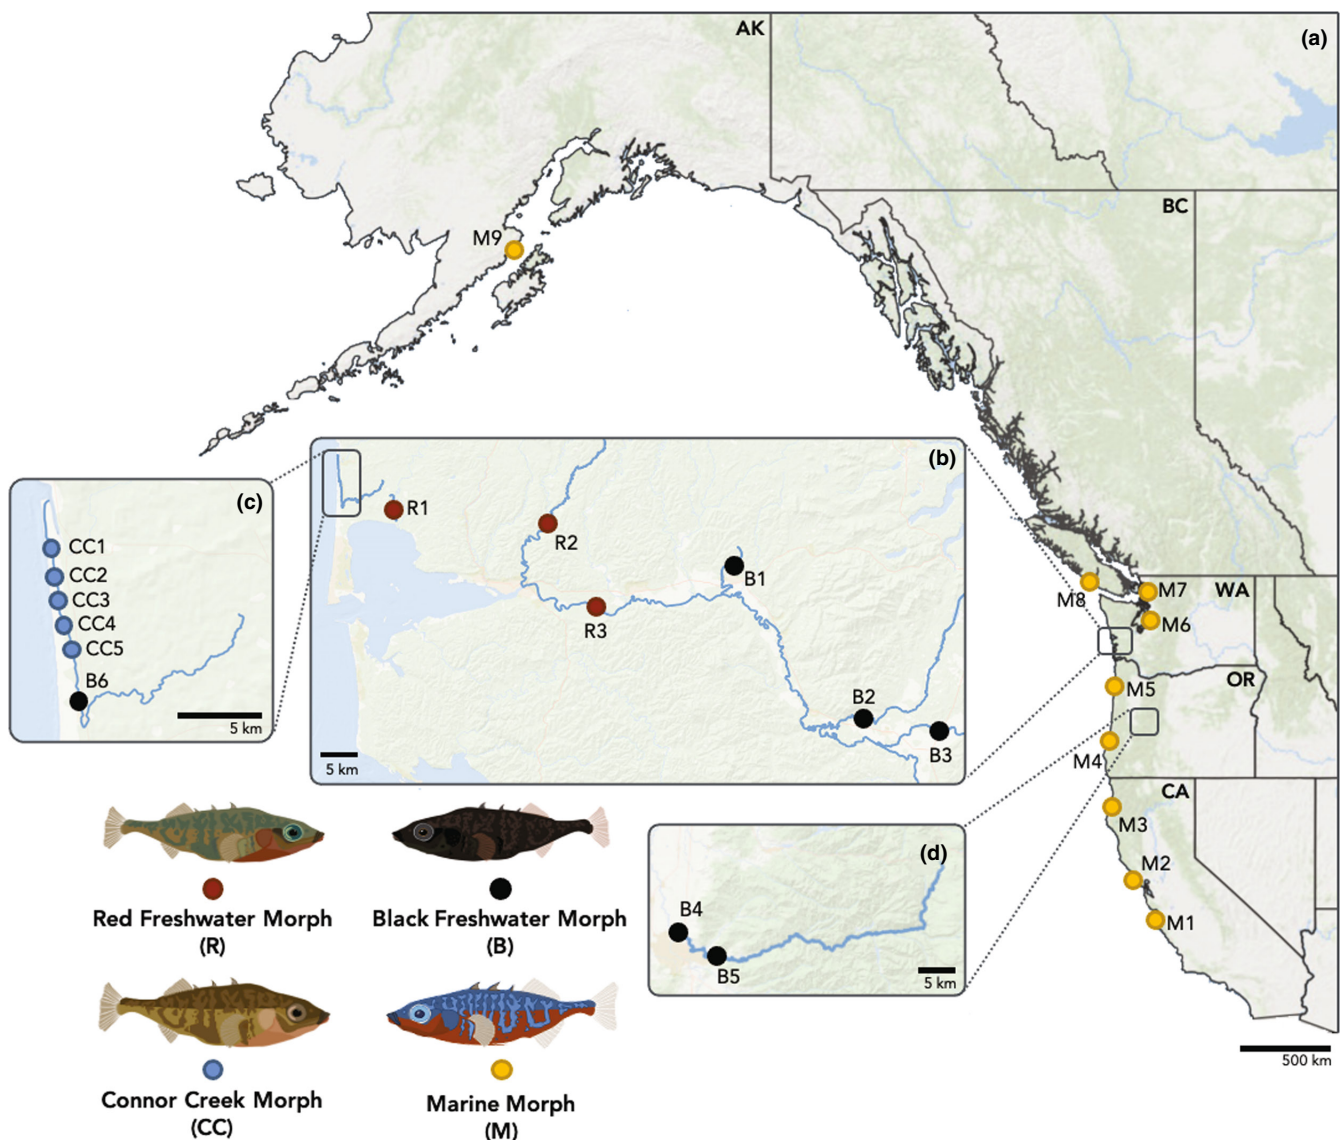 AK
(a)
BC
M9
(b)
(c)
R1
R2
CC1
CC2
CC3
CC4
CC5
B6
5 km
B1
R3
B2
B3
5 km
M8
M7
WA
M6
M5
OR
M4
CA
M3
M2
M1
(d)
B4
B5
5 km
500 km
Red Freshwater Morph
(R)
Black Freshwater Morph
(B)
Connor Creek Morph
(CC)
Marine Morph
(M)